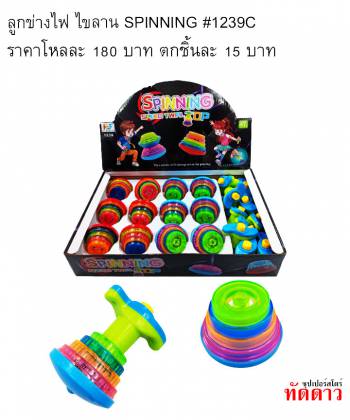 ลูกข่างไฟ ไขลาน SPINNING #1239C
ราคาโหลละ 180 บาท ตกชิ้นละ 15 บาท
SPINNING
TOP
ซุปเปอร์สโตร์
ทัดดาว